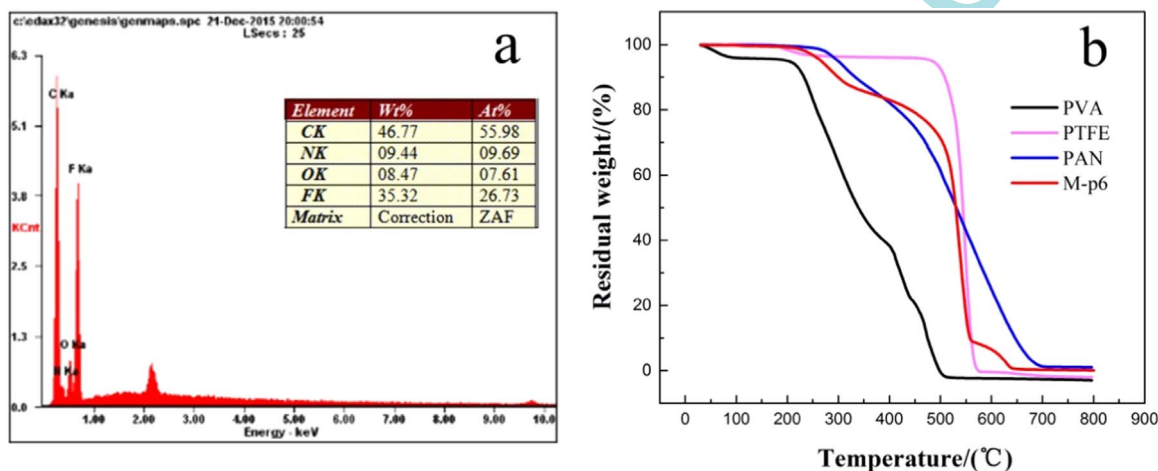 c:\edax32\genesis\genmaps.spc 21-Dec-2015 20:00:54
LSecs : 25
a
6.3
5.1
3.8
2.5
1.3
0.0
KCnt
C Ka
F Ka
O Ka
N Ka
Element Wt% At%
CK 46.77 55.98
NK 09.44 09.69
OK 08.47 07.61
FK 35.32 26.73
Matrix Correction ZAF
1.00 2.00 3.00 4.00 5.00 6.00 7.00 8.00 9.00 10.0
Energy - keV
b
Residual weight/(%)
100
80
60
40
20
0
PVA
PTFE
PAN
M-p6
0 100 200 300 400 500 600 700 800 900
Temperature/(℃)